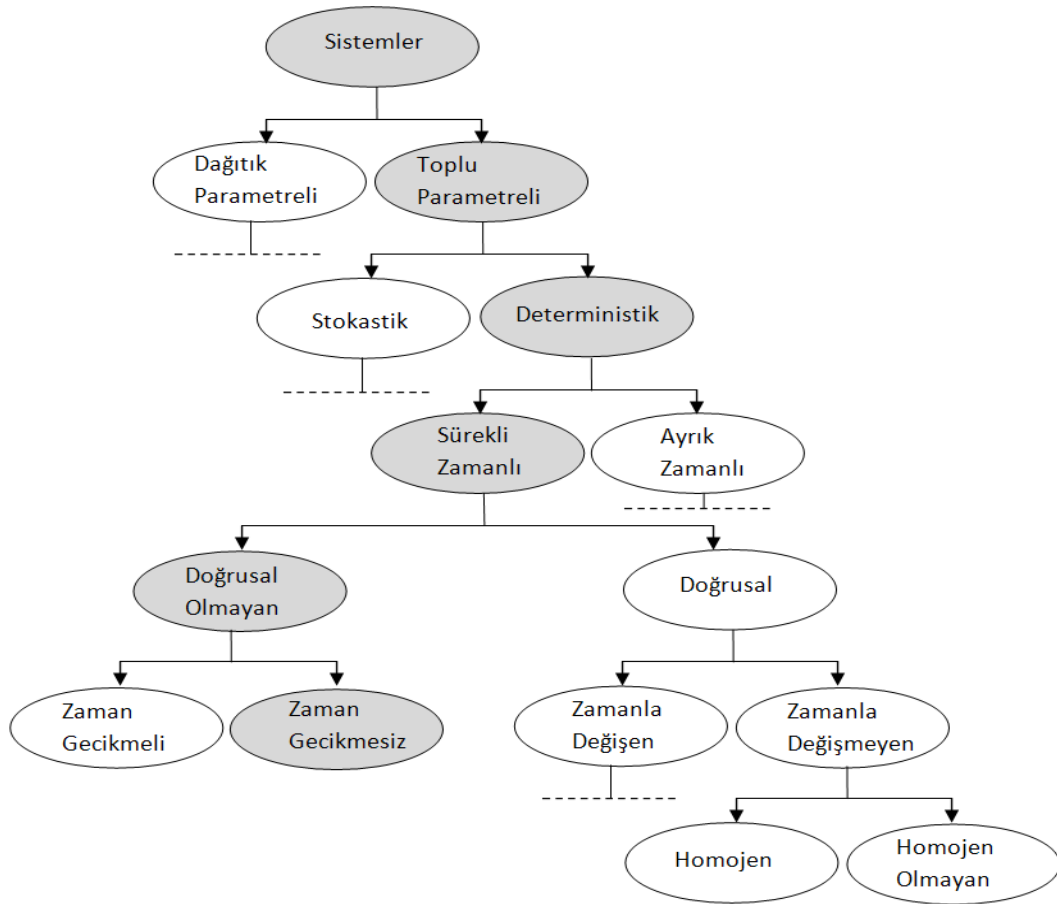 Sistemler
Dağıtık
Parametreli
Toplu
Parametreli
Stokastik
Deterministik
Sürekli
Zamanlı
Ayrık
Zamanlı
Doğrusal
Olmayan
Doğrusal
Zaman
Gecikmeli
Zaman
Gecikmesiz
Zamanla
Değişen
Zamanla
Değişmeyen
Homojen
Homojen
Olmayan